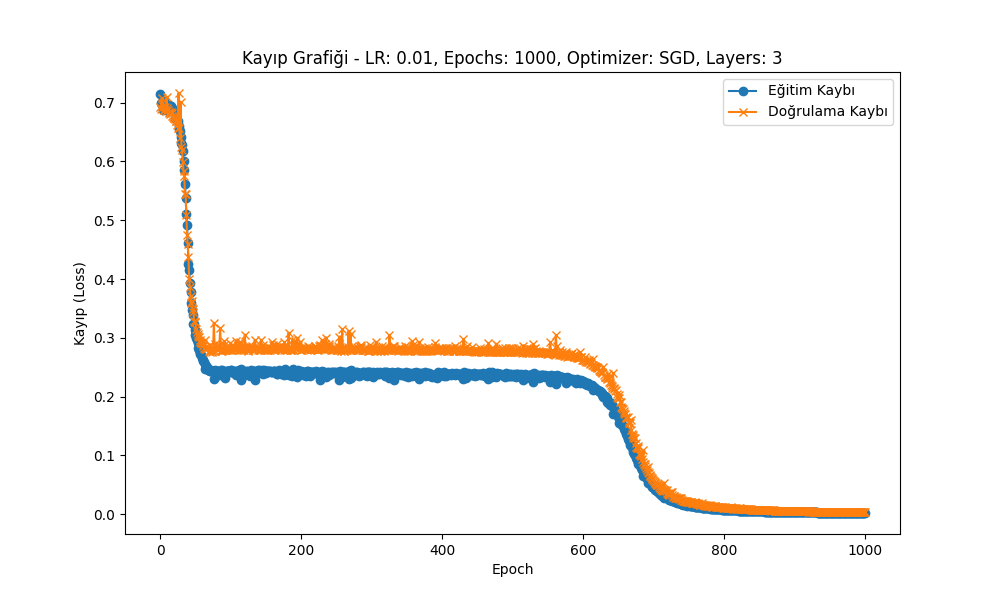 Kayıp Grafiği - LR: 0.01, Epochs: 1000, Optimizer: SGD, Layers: 3
Eğitim Kaybı
Doğrulama Kaybı
Kayıp (Loss)
0.7
0.6
0.5
0.4
0.3
0.2
0.1
0.0
0 200 400 600 800 1000
Epoch